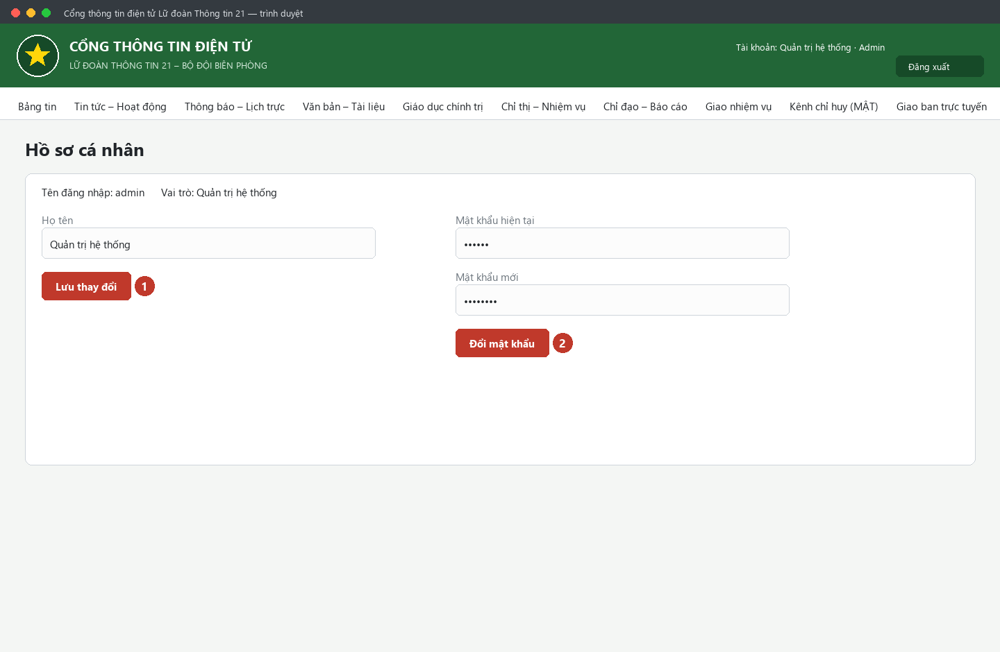 Cổng thông tin điện tử Lữ đoàn Thông tin 21 — trình duyệt
CỔNG THÔNG TIN ĐIỆN TỬ
LỮ ĐOÀN THÔNG TIN 21 – BỘ ĐỘI BIÊN PHÒNG
Tài khoản: Quản trị hệ thống · Admin
Đăng xuất
Bảng tin Tin tức – Hoạt động Thông báo – Lịch trực Văn bản – Tài liệu Giáo dục chính trị Chỉ thị – Nhiệm vụ Chỉ đạo – Báo cáo Giao nhiệm vụ Kênh chỉ huy (MẬT) Giao ban trực tuyến
Hồ sơ cá nhân
Tên đăng nhập: admin Vai trò: Quản trị hệ thống
Họ tên
Quản trị hệ thống
Lưu thay đổi 1
Mật khẩu hiện tại
••••••
Mật khẩu mới
••••••••
Đổi mật khẩu 2